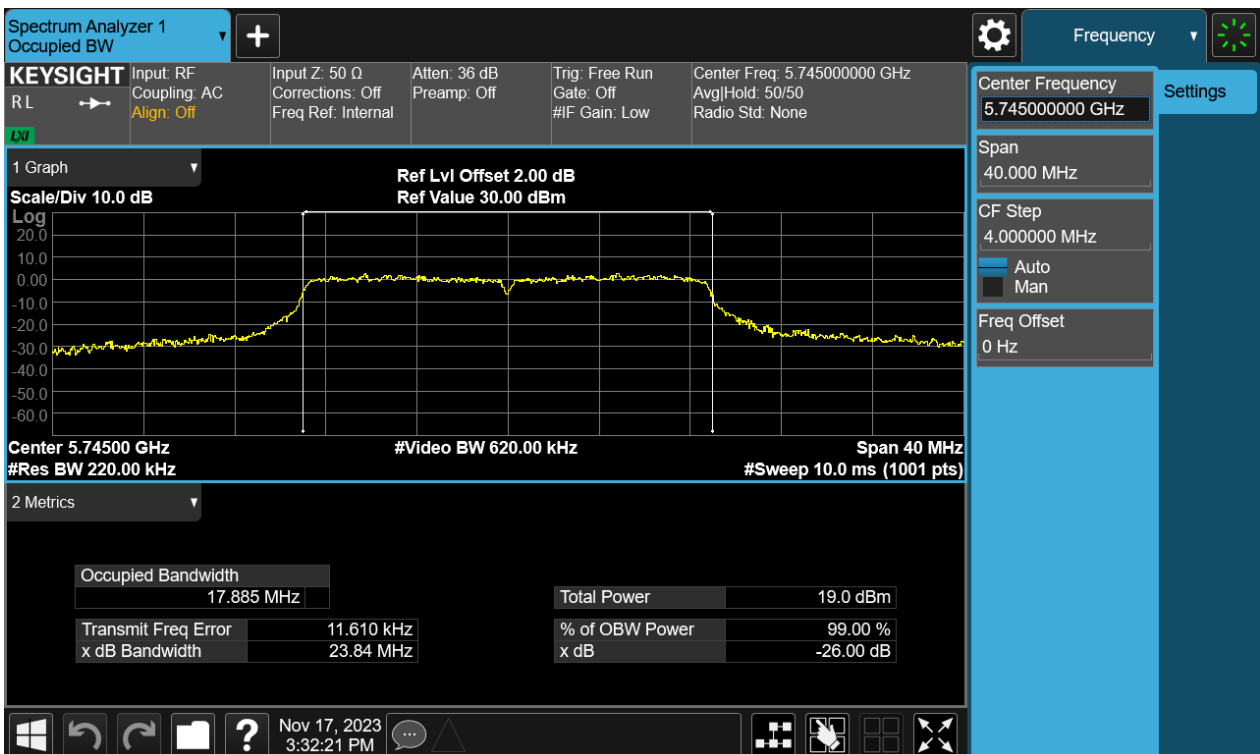 Spectrum Analyzer 1
Occupied BW
Frequency
KEYSIGHT
R L
LXI
Input: RF
Coupling: AC
Align: Off
Input Z: 50 Ω
Corrections: Off
Freq Ref: Internal
Atten: 36 dB
Preamp: Off
Trig: Free Run
Gate: Off
#IF Gain: Low
Center Freq: 5.745000000 GHz
Avg|Hold: 50/50
Radio Std: None
Center Frequency
5.745000000 GHz
Settings
Span
40.000 MHz
CF Step
4.000000 MHz
Auto
Man
Freq Offset
0 Hz
1 Graph
Scale/Div 10.0 dB
Ref Lvl Offset 2.00 dB
Ref Value 30.00 dBm
Log
20.0
10.0
0.00
-10.0
-20.0
-30.0
-40.0
-50.0
-60.0
Center 5.74500 GHz
#Video BW 620.00 kHz
Span 40 MHz
#Res BW 220.00 kHz
#Sweep 10.0 ms (1001 pts)
2 Metrics
Occupied Bandwidth
17.885 MHz
Total Power 19.0 dBm
Transmit Freq Error 11.610 kHz
% of OBW Power 99.00 %
x dB Bandwidth 23.84 MHz
x dB -26.00 dB
?
Nov 17, 2023
3:32:21 PM